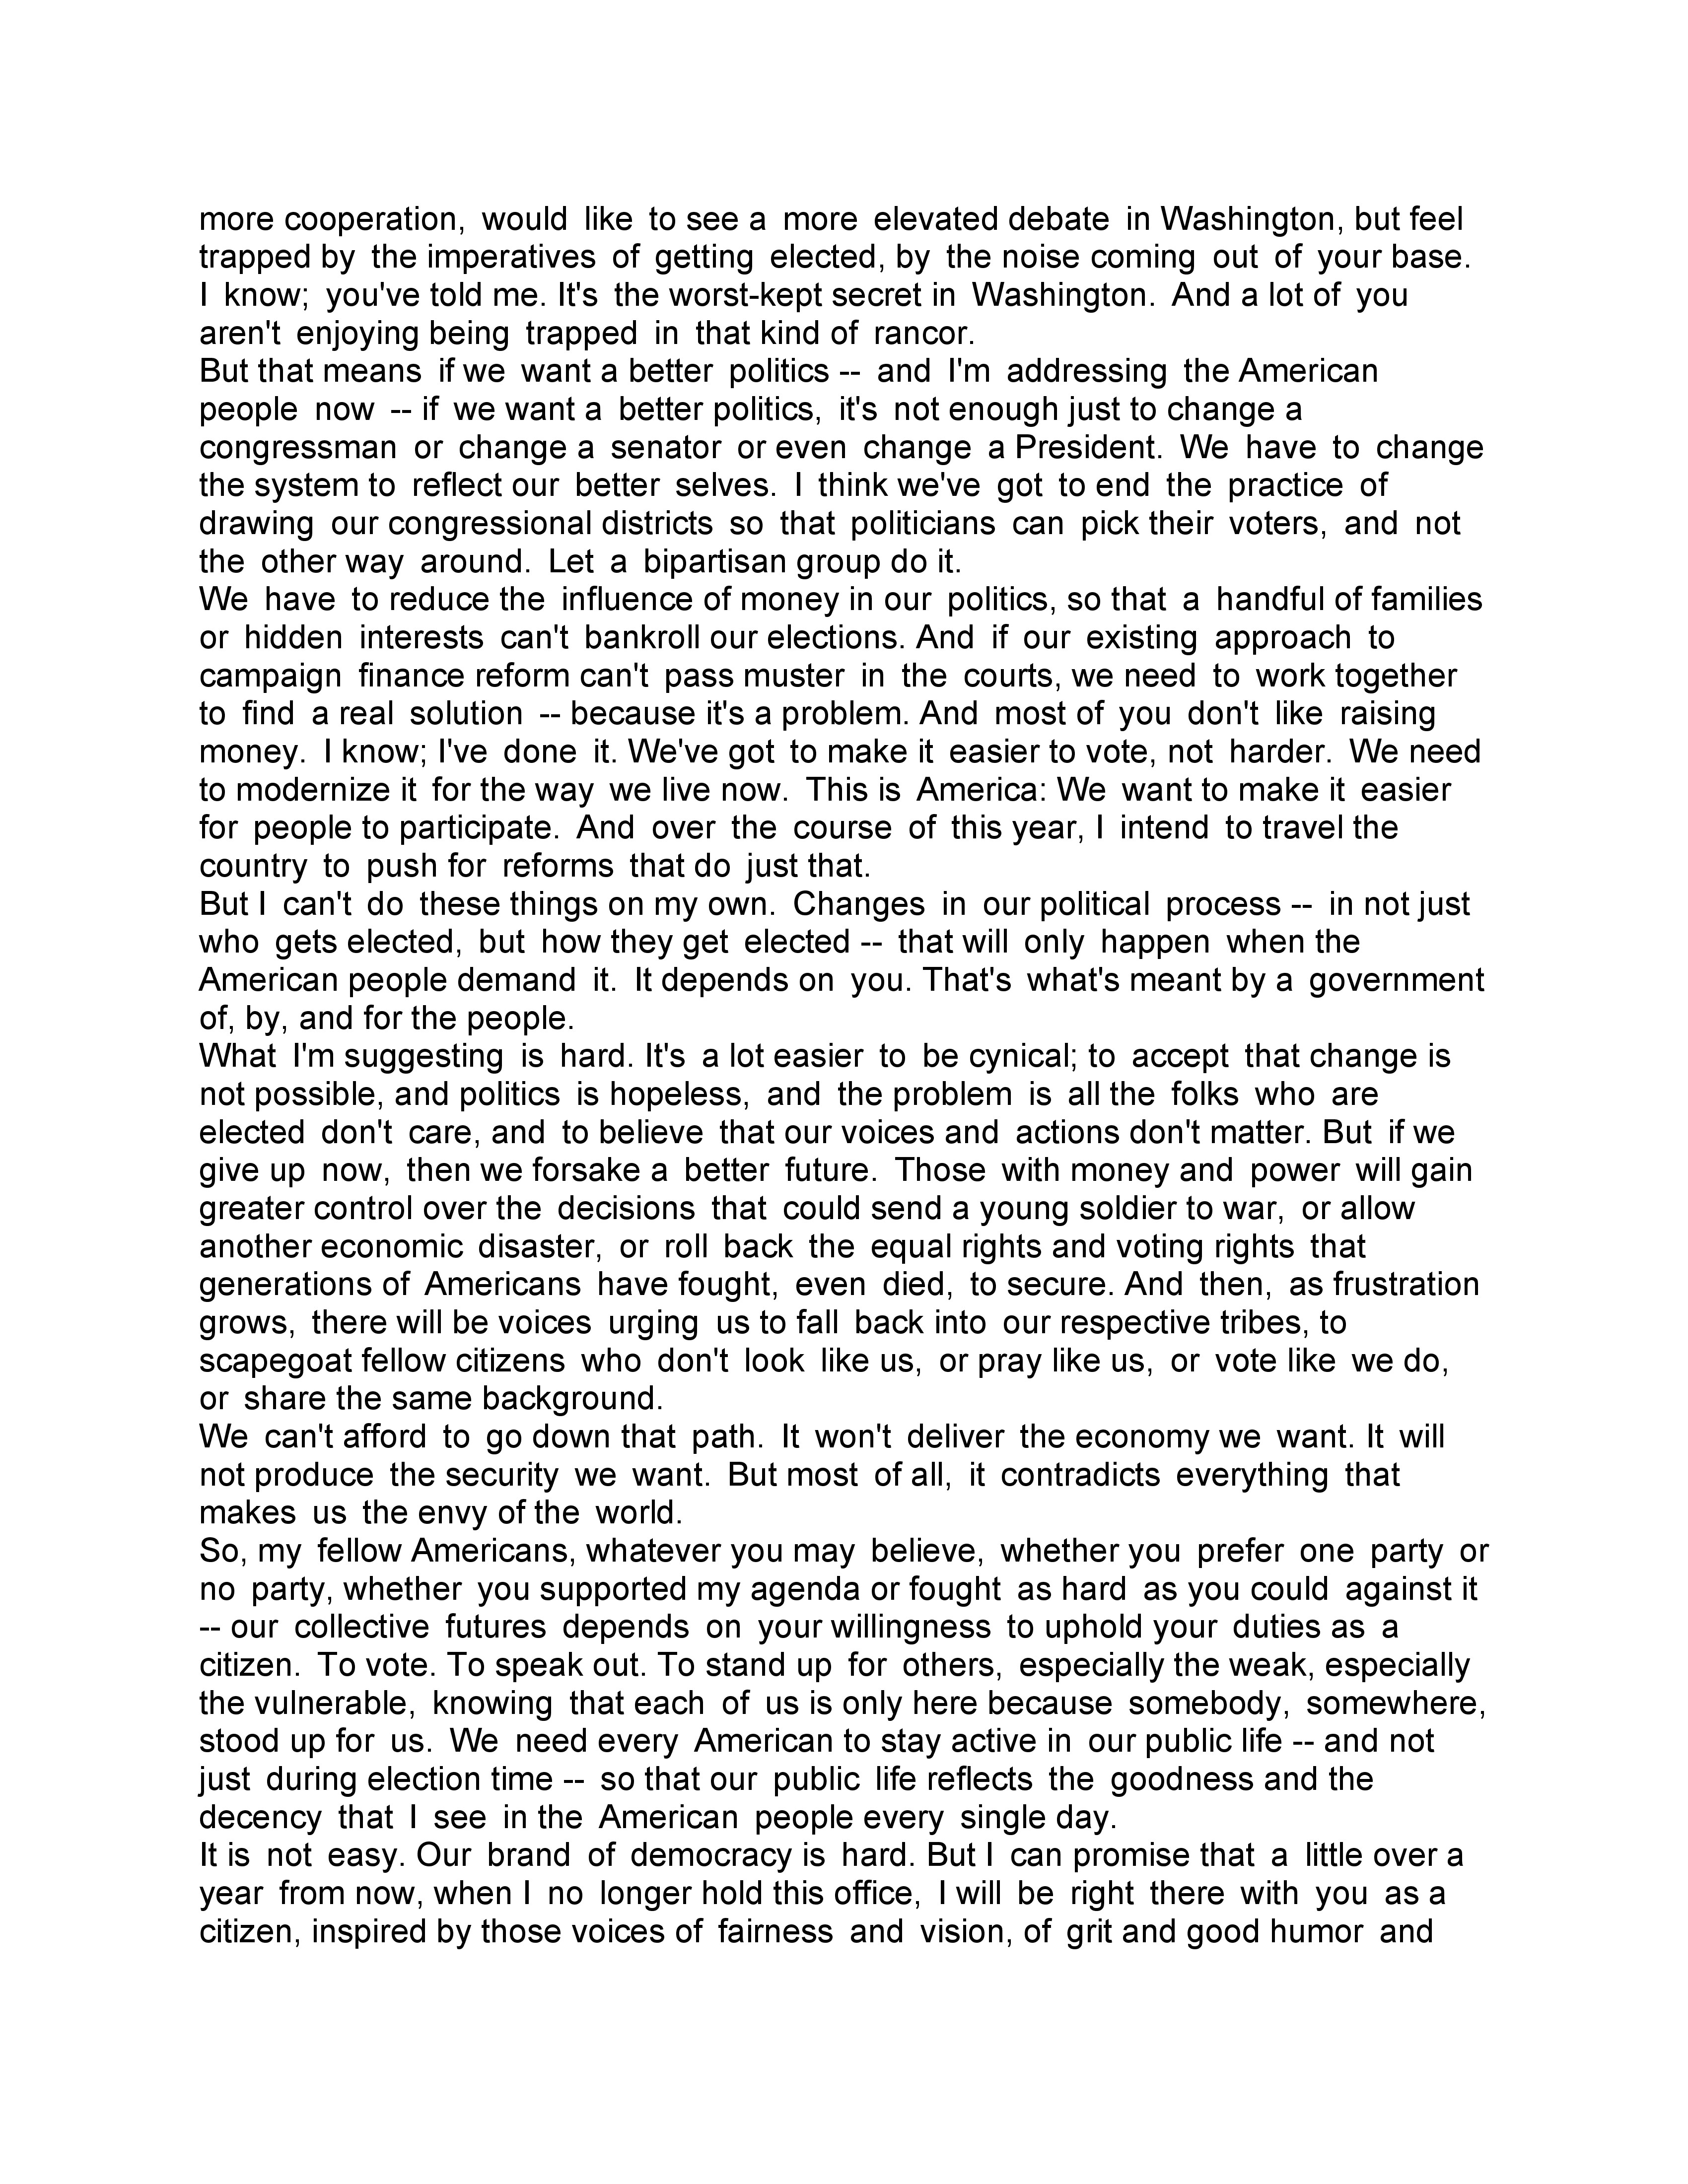 more cooperation, would like to see a more elevated debate in Washington, but feel
trapped by the imperatives of getting elected, by the noise coming out of your base.
I know; you've told me. It's the worst-kept secret in Washington. And a lot of you
aren't enjoying being trapped in that kind of rancor.
But that means if we want a better politics -- and I'm addressing the American
people now -- if we want a better politics, it's not enough just to change a
congressman or change a senator or even change a President. We have to change
the system to reflect our better selves. I think we've got to end the practice of
drawing our congressional districts so that politicians can pick their voters, and not
the other way around. Let a bipartisan group do it.
We have to reduce the influence of money in our politics, so that a handful of families
or hidden interests can't bankroll our elections. And if our existing approach to
campaign finance reform can't pass muster in the courts, we need to work together
to find a real solution -- because it's a problem. And most of you don't like raising
money. I know; I've done it. We've got to make it easier to vote, not harder. We need
to modernize it for the way we live now. This is America: We want to make it easier
for people to participate. And over the course of this year, I intend to travel the
country to push for reforms that do just that.
But I can't do these things on my own. Changes in our political process -- in not just
who gets elected, but how they get elected -- that will only happen when the
American people demand it. It depends on you. That's what's meant by a government
of, by, and for the people.
What I'm suggesting is hard. It's a lot easier to be cynical; to accept that change is
not possible, and politics is hopeless, and the problem is all the folks who are
elected don't care, and to believe that our voices and actions don't matter. But if we
give up now, then we forsake a better future. Those with money and power will gain
greater control over the decisions that could send a young soldier to war, or allow
another economic disaster, or roll back the equal rights and voting rights that
generations of Americans have fought, even died, to secure. And then, as frustration
grows, there will be voices urging us to fall back into our respective tribes, to
scapegoat fellow citizens who don't look like us, or pray like us, or vote like we do,
or share the same background.
We can't afford to go down that path. It won't deliver the economy we want. It will
not produce the security we want. But most of all, it contradicts everything that
makes us the envy of the world.
So, my fellow Americans, whatever you may believe, whether you prefer one party or
no party, whether you supported my agenda or fought as hard as you could against it
-- our collective futures depends on your willingness to uphold your duties as a
citizen. To vote. To speak out. To stand up for others, especially the weak, especially
the vulnerable, knowing that each of us is only here because somebody, somewhere,
stood up for us. We need every American to stay active in our public life -- and not
just during election time -- so that our public life reflects the goodness and the
decency that I see in the American people every single day.
It is not easy. Our brand of democracy is hard. But I can promise that a little over a
year from now, when I no longer hold this office, I will be right there with you as a
citizen, inspired by those voices of fairness and vision, of grit and good humor and